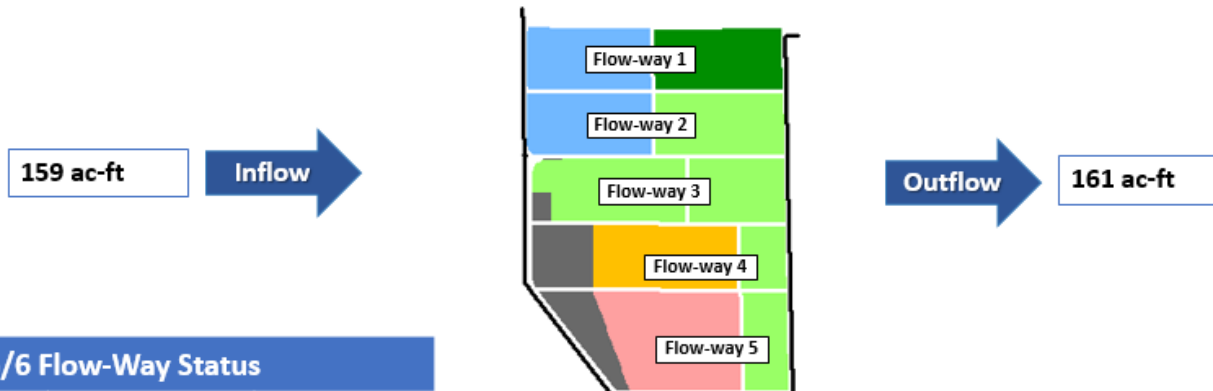 Flow-way 1
Flow-way 2
159 ac-ft
Inflow
Flow-way 3
Outflow
161 ac-ft
Flow-way 4
Flow-way 5
/6 Flow-Way Status